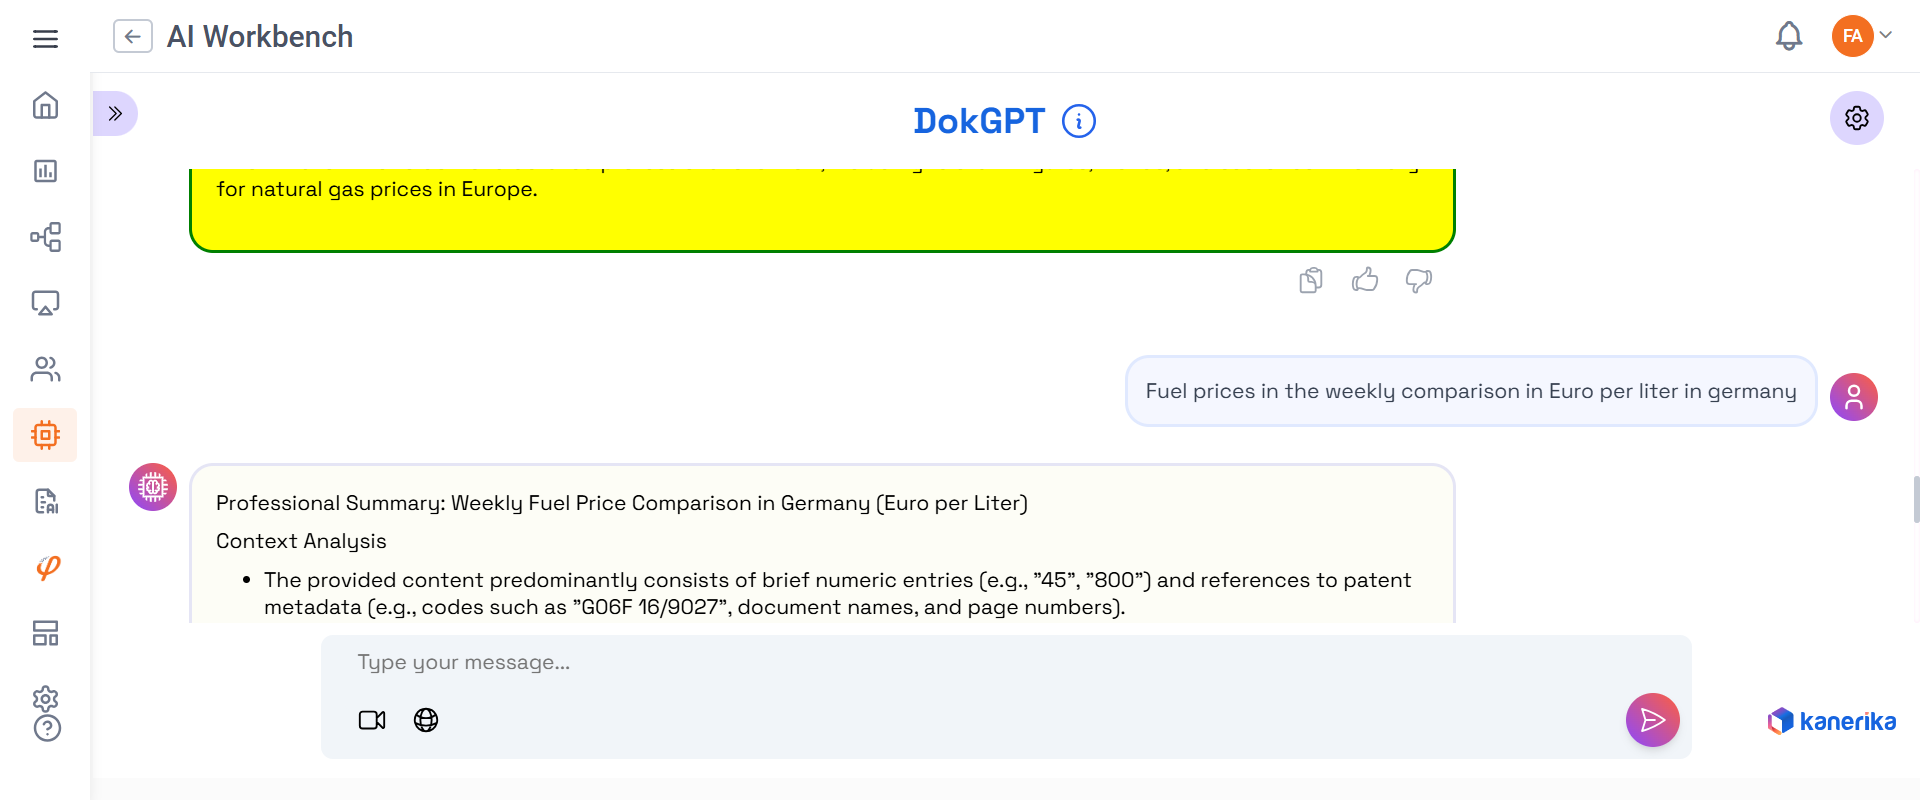 AI Workbench
FA
DokGPT
for natural gas prices in Europe.
Fuel prices in the weekly comparison in Euro per liter in germany
Professional Summary: Weekly Fuel Price Comparison in Germany (Euro per Liter)
Context Analysis
• The provided content predominantly consists of brief numeric entries (e.g., ”45”, ”800”) and references to patent
metadata (e.g., codes such as ”G06F 16/9027”, document names, and page numbers).
Type your message...
kanerika